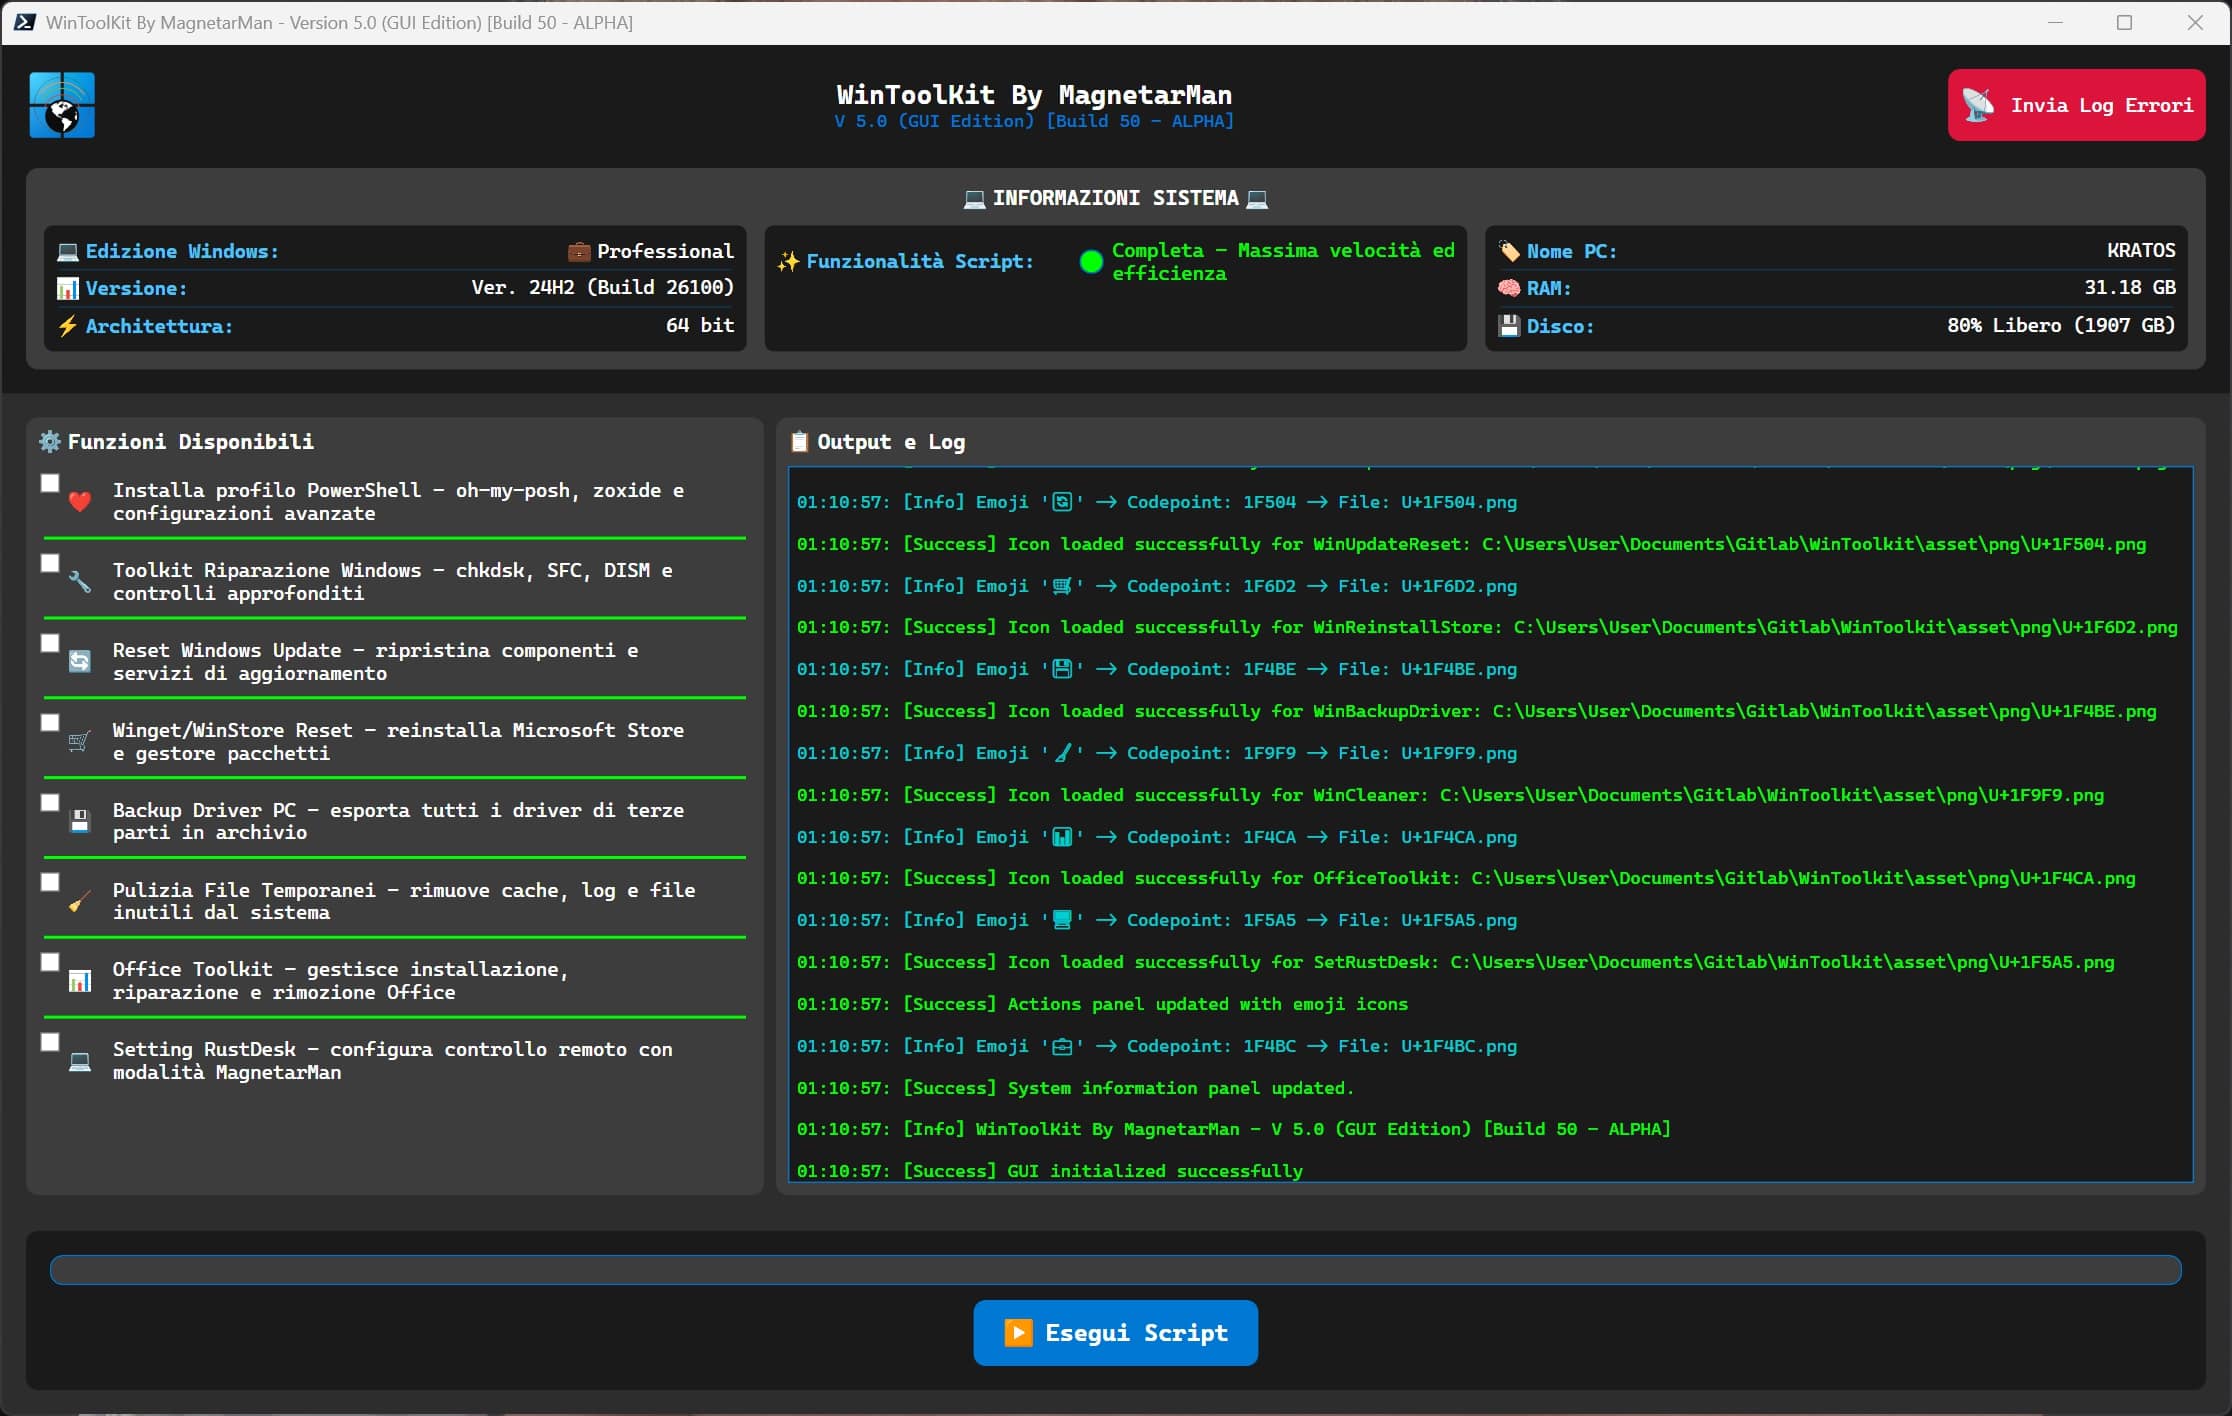 WinToolKit By MagnetarMan - Version 5.0 (GUI Edition) [Build 50 - ALPHA]
WinToolKit By MagnetarMan
V 5.0 (GUI Edition) [Build 50 - ALPHA]
Invia Log Errori
INFORMAZIONI SISTEMA
Edizione Windows: Professional
Versione: Ver. 24H2 (Build 26100)
Architettura: 64 bit
Funzionalità Script: Completa - Massima velocità ed
efficienza
Nome PC: KRATOS
RAM: 31.18 GB
Disco: 80% Libero (1907 GB)
Funzioni Disponibili
Installa profilo PowerShell - oh-my-posh, zoxide e
configurazioni avanzate
Toolkit Riparazione Windows - chkdsk, SFC, DISM e
controlli approfonditi
Reset Windows Update - ripristina componenti e
servizi di aggiornamento
Winget/WinStore Reset - reinstalla Microsoft Store
e gestore pacchetti
Backup Driver PC - esporta tutti i driver di terze
parti in archivio
Pulizia File Temporanei - rimuove cache, log e file
inutili dal sistema
Office Toolkit - gestisce installazione,
riparazione e rimozione Office
Setting RustDesk - configura controllo remoto con
modalità MagnetarMan
Output e Log
01:10:57: [Info] Emoji '🔄' --> Codepoint: 1F504 --> File: U+1F504.png
01:10:57: [Success] Icon loaded successfully for WinUpdateReset: C:\Users\User\Documents\Gitlab\WinToolkit\asset\png\U+1F504.png
01:10:57: [Info] Emoji '🛒' --> Codepoint: 1F6D2 --> File: U+1F6D2.png
01:10:57: [Success] Icon loaded successfully for WinReinstallStore: C:\Users\User\Documents\Gitlab\WinToolkit\asset\png\U+1F6D2.png
01:10:57: [Info] Emoji '💾' --> Codepoint: 1F4BE --> File: U+1F4BE.png
01:10:57: [Success] Icon loaded successfully for WinBackupDriver: C:\Users\User\Documents\Gitlab\WinToolkit\asset\png\U+1F4BE.png
01:10:57: [Info] Emoji '🧹' --> Codepoint: 1F9F9 --> File: U+1F9F9.png
01:10:57: [Success] Icon loaded successfully for WinCleaner: C:\Users\User\Documents\Gitlab\WinToolkit\asset\png\U+1F9F9.png
01:10:57: [Info] Emoji '📊' --> Codepoint: 1F4CA --> File: U+1F4CA.png
01:10:57: [Success] Icon loaded successfully for OfficeToolkit: C:\Users\User\Documents\Gitlab\WinToolkit\asset\png\U+1F4CA.png
01:10:57: [Info] Emoji '🖥' --> Codepoint: 1F5A5 --> File: U+1F5A5.png
01:10:57: [Success] Icon loaded successfully for SetRustDesk: C:\Users\User\Documents\Gitlab\WinToolkit\asset\png\U+1F5A5.png
01:10:57: [Success] Actions panel updated with emoji icons
01:10:57: [Info] Emoji '💼' --> Codepoint: 1F4BC --> File: U+1F4BC.png
01:10:57: [Success] System information panel updated.
01:10:57: [Info] WinToolKit By MagnetarMan - V 5.0 (GUI Edition) [Build 50 - ALPHA]
01:10:57: [Success] GUI initialized successfully
Esegui Script